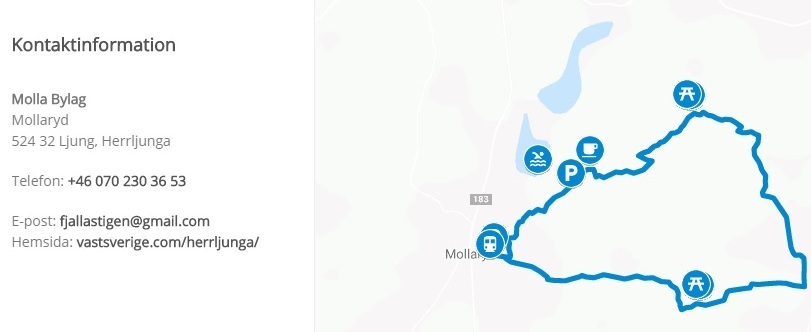 Kontaktinformation
Molla Bylag
Mollaryd
524 32 Ljung, Herrljunga
Telefon: +46 070 230 36 53
E-post: fjallastigen@gmail.com
Hemsida: vastsverige.com/herrljunga/
P
183
Mollaryd